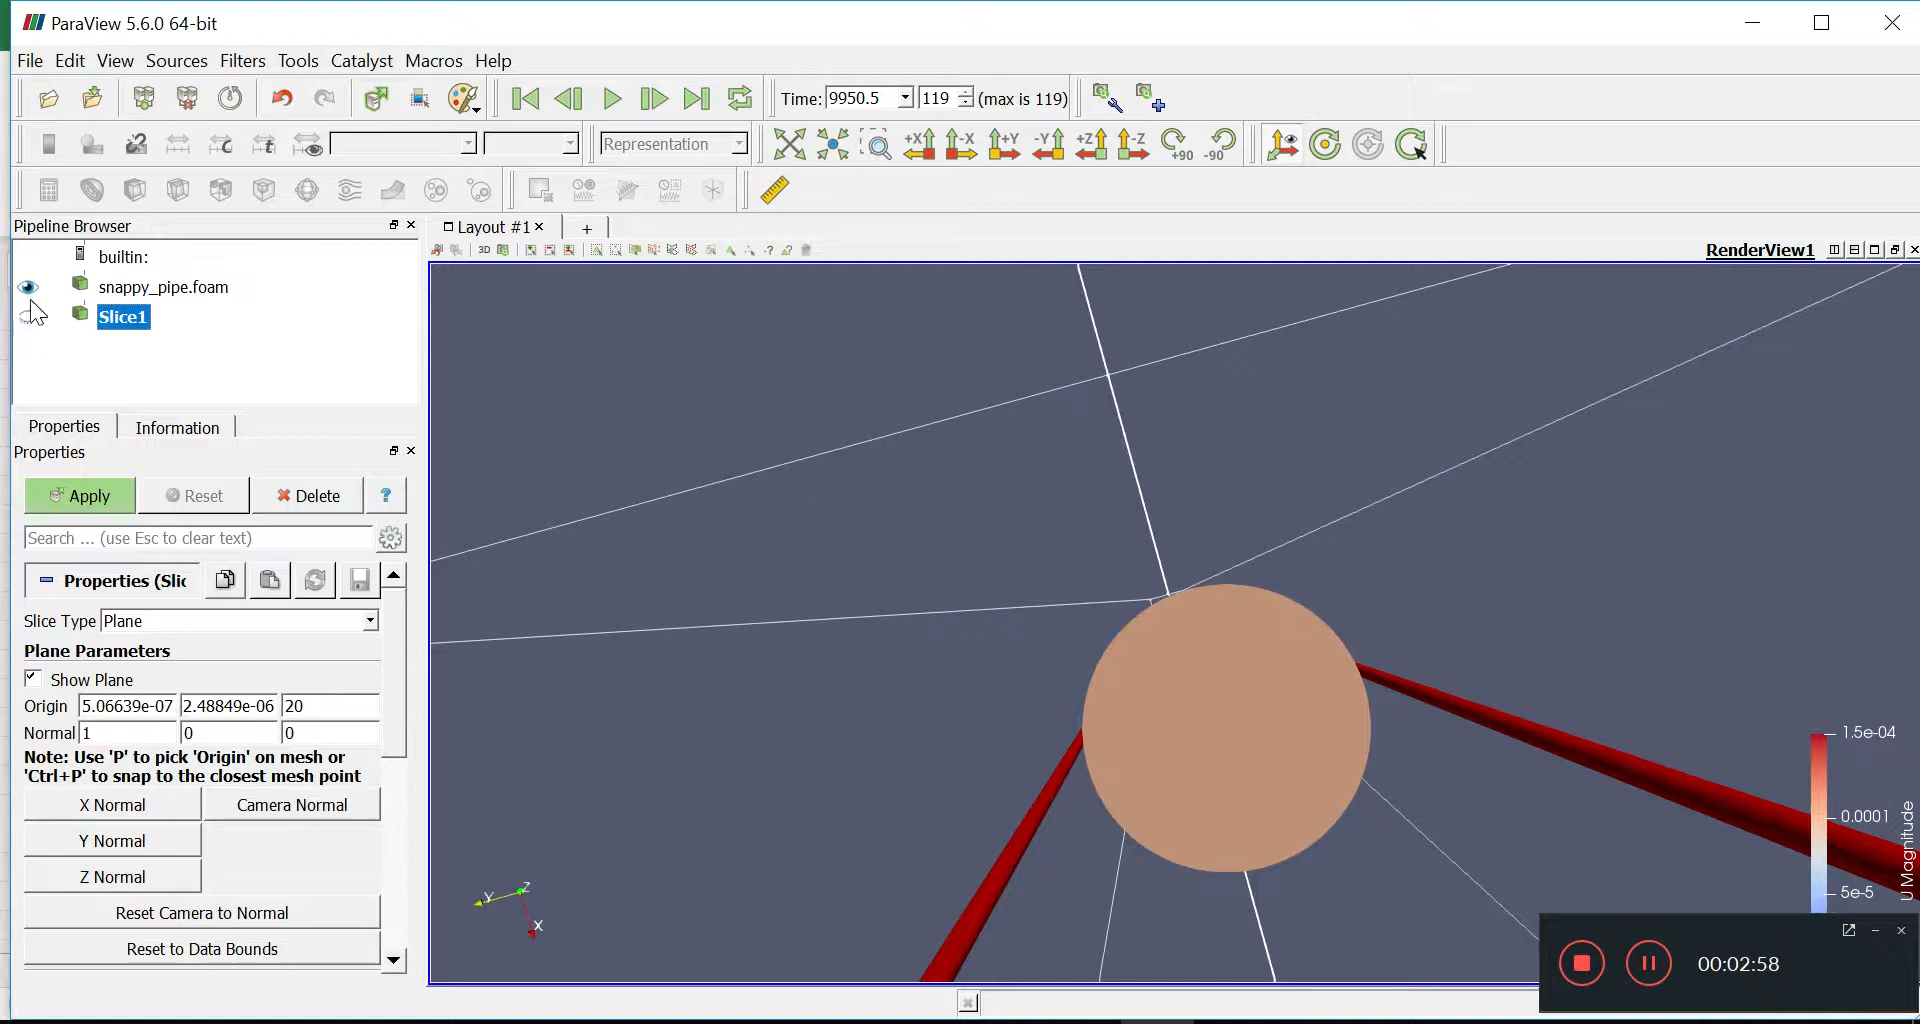 ParaView 5.6.0 64-bit
File Edit View Sources Filters Tools Catalyst Macros Help
Time: 9950.5 119 (max is 119)
Representation +X -X +Y -Y +Z -Z +90 -90
Pipeline Browser
Layout #1
3D
RenderView1
builtin:
snappy_pipe.foam
Slice1
Properties Information
Properties
Apply Reset Delete ?
Search ... (use Esc to clear text)
Properties (Slic
Slice Type Plane
Plane Parameters
Show Plane
Origin 5.06639e-07 2.48849e-06 20
Normal 1 0 0
Note: Use 'P' to pick 'Origin' on mesh or
'Ctrl+P' to snap to the closest mesh point
X Normal Camera Normal
Y Normal
Z Normal
Reset Camera to Normal
Reset to Data Bounds
Z
Y
X
1.5e-04
0.0001
5e-5
U Magnitude
00:02:58